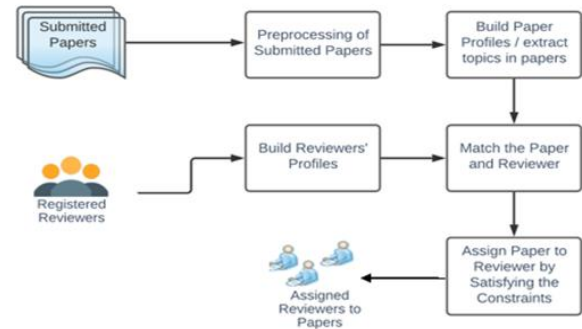 Submitted
Papers
Preprocessing of
Submitted Papers
Build Paper
Profiles / extract
topics in papers
Registered
Reviewers
Build Reviewers'
Profiles
Match the Paper
and Reviewer
Assigned
Reviewers to
Papers
Assign Paper to
Reviewer by
Satisfying the
Constraints